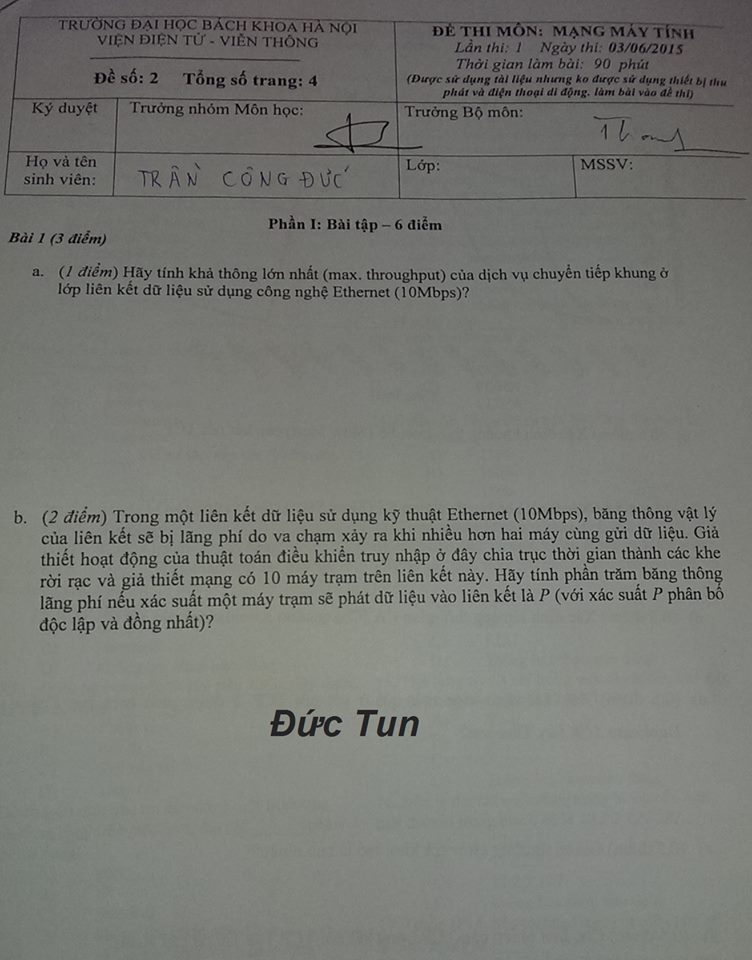 TRƯỜNG ĐẠI HỌC BÁCH KHOA HÀ NỘI
VIỆN ĐIỆN TỬ - VIỄN THÔNG
Đề số: 2 Tổng số trang: 4
ĐỀ THI MÔN: MẠNG MÁY TÍNH
Lần thi: 1 Ngày thi: 03/06/2015
Thời gian làm bài: 90 phút
(Được sử dụng tài liệu nhưng ko được sử dụng thiết bị thu
phát và điện thoại di động. làm bài vào đề thi)
Ký duyệt
Trưởng nhóm Môn học:
Trưởng Bộ môn:
Họ và tên
sinh viên:
TRẦN CÔNG ĐỨC
Lớp:
MSSV:
Phần I: Bài tập – 6 điểm
Bài 1 (3 điểm)
a. (1 điểm) Hãy tính khả thông lớn nhất (max. throughput) của dịch vụ chuyển tiếp khung ở
lớp liên kết dữ liệu sử dụng công nghệ Ethernet (10Mbps)?
b. (2 điểm) Trong một liên kết dữ liệu sử dụng kỹ thuật Ethernet (10Mbps), băng thông vật lý
của liên kết sẽ bị lãng phí do va chạm xảy ra khi nhiều hơn hai máy cùng gửi dữ liệu. Giả
thiết hoạt động của thuật toán điều khiển truy nhập ở đây chia trục thời gian thành các khe
rời rạc và giả thiết mạng có 10 máy trạm trên liên kết này. Hãy tính phần trăm băng thông
lãng phí nếu xác suất một máy trạm sẽ phát dữ liệu vào liên kết là P (với xác suất P phân bố
độc lập và đồng nhất)?
Đức Tun